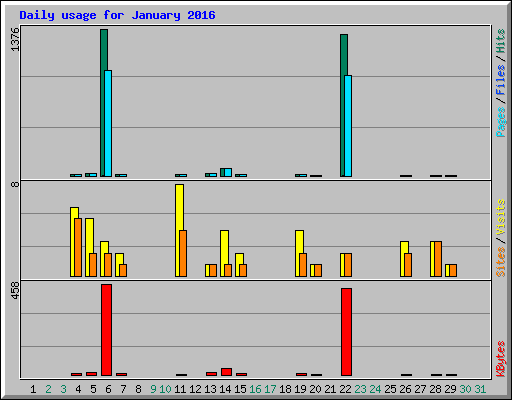 Daily usage for January 2016
1376
Pages / Files / Hits
8
Sites / Visits
458
KBytes
1 2 3 4 5 6 7 8 9 10 11 12 13 14 15 16 17 18 19 20 21 22 23 24 25 26 27 28 29 30 31